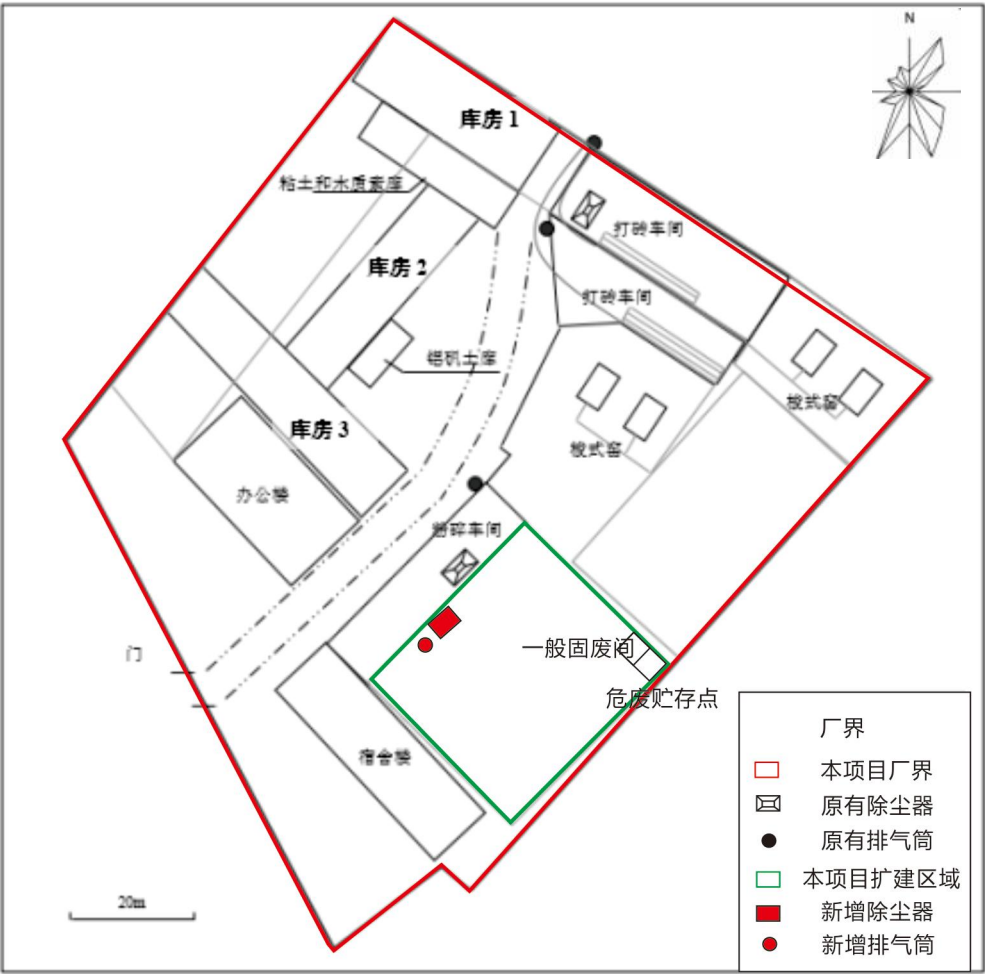 N
库房 1
粘土和木质素库
打砖车间
库房 2
打砖车间
铝矾土库
梭式窑
库房 3
梭式窑
办公楼
粉碎车间
门
一般固废间
危废贮存点
宿舍楼
厂界
本项目厂界
原有除尘器
原有排气筒
本项目扩建区域
新增除尘器
新增排气筒
20m